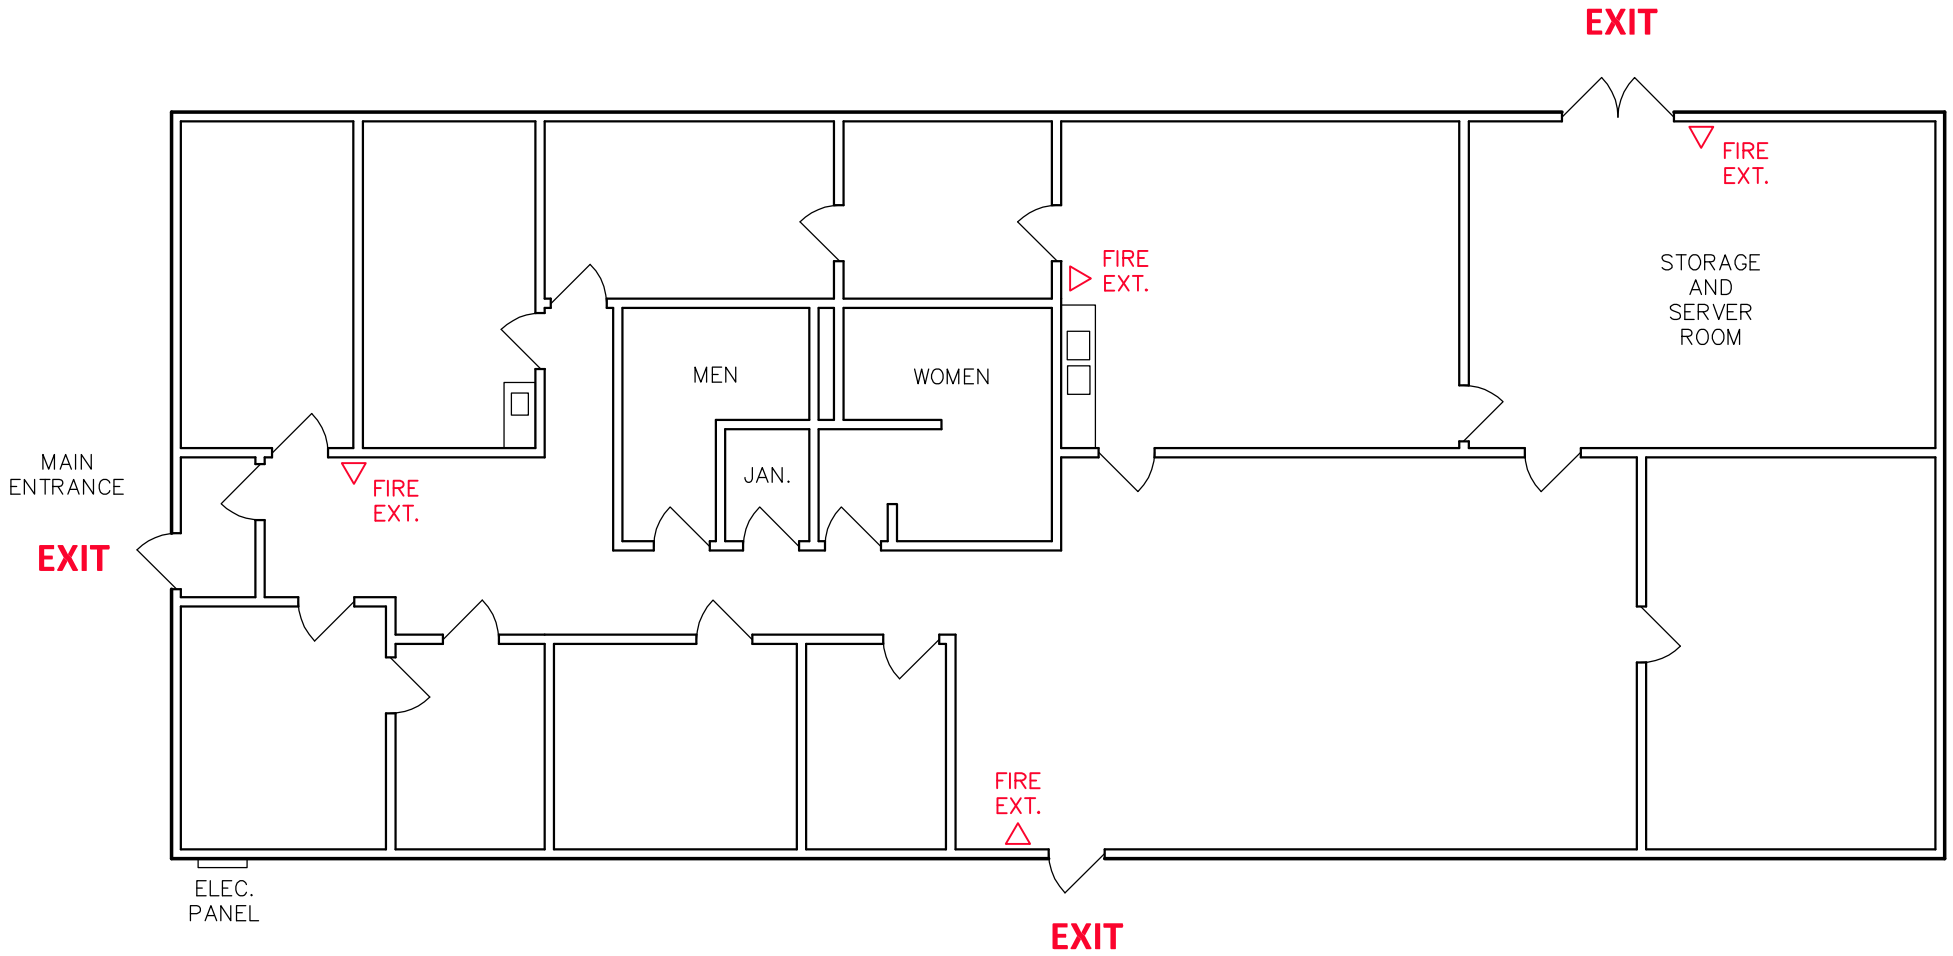 EXIT
FIRE
EXT.
FIRE
EXT.
STORAGE
AND
SERVER
ROOM
MEN
WOMEN
MAIN
ENTRANCE
JAN.
FIRE
EXT.
EXIT
FIRE
EXT.
ELEC.
PANEL
EXIT